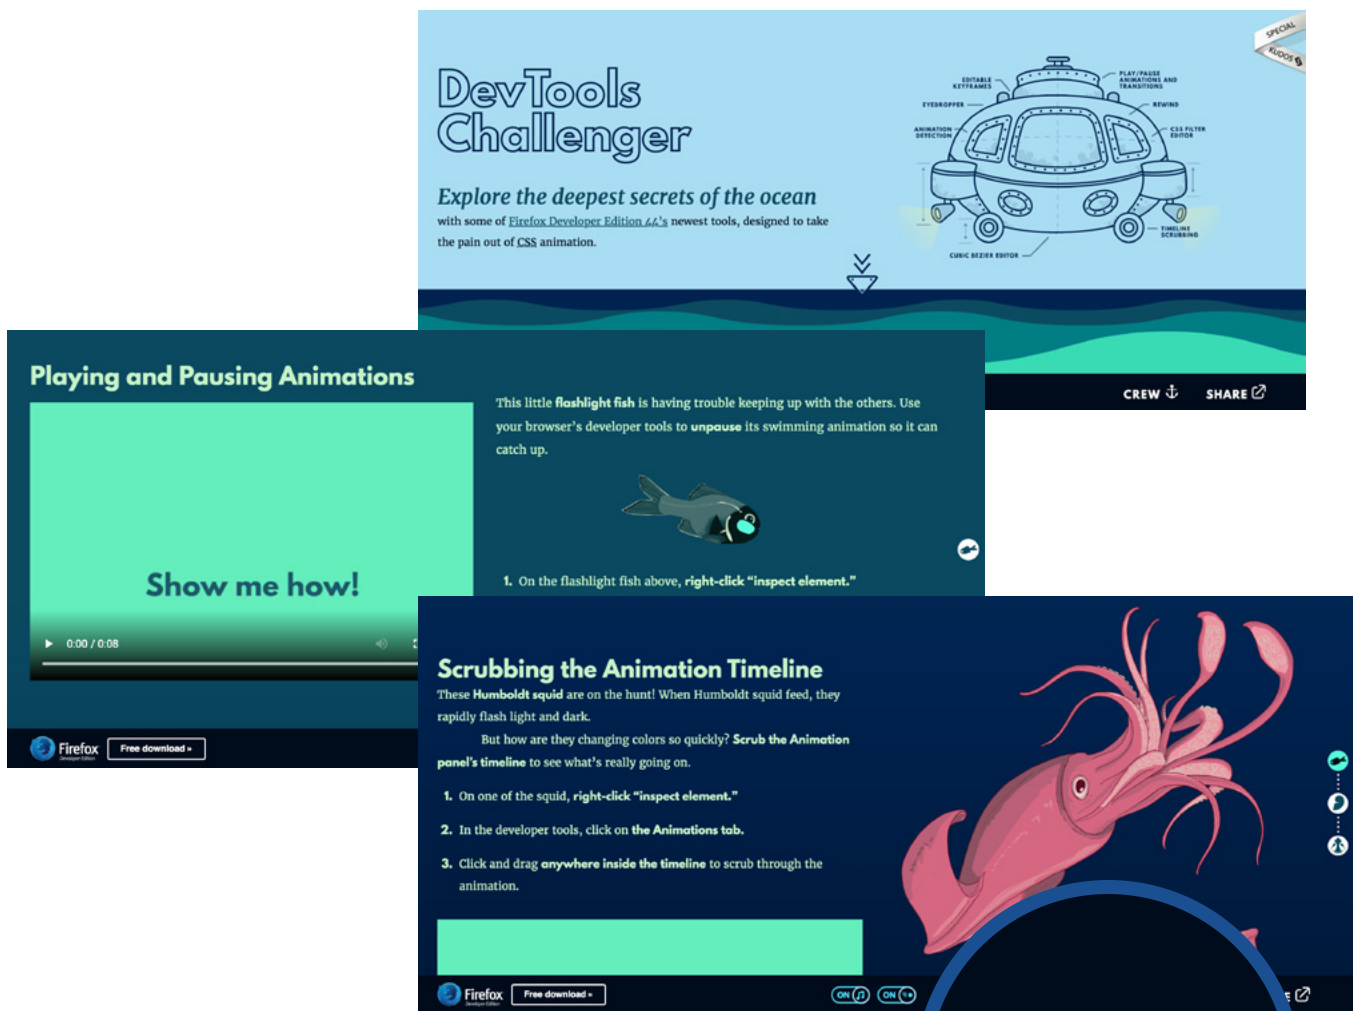 SPECIAL
KUDOS
DevTools
Challenger
Explore the deepest secrets of the ocean
with some of Firefox Developer Edition 44's newest tools, designed to take
the pain out of CSS animation.
EDITABLE
KEYFRAMES
EYEDROPPER
ANIMATION
DETECTION
PLAY/PAUSE
ANIMATIONS AND
TRANSITIONS
REWIND
CSS FILTER
EDITOR
TIMELINE
SCRUBBING
CUBIC BEZIER EDITOR
CREW
SHARE
Playing and Pausing Animations
Show me how!
0:00 / 0:08
This little flashlight fish is having trouble keeping up with the others. Use
your browser's developer tools to unpause its swimming animation so it can
catch up.
1. On the flashlight fish above, right-click “inspect element.”
Firefox
Developer Edition
Free download »
Scrubbing the Animation Timeline
These Humboldt squid are on the hunt! When Humboldt squid feed, they
rapidly flash light and dark.
But how are they changing colors so quickly? Scrub the Animation
panel's timeline to see what's really going on.
1. On one of the squid, right-click “inspect element.”
2. In the developer tools, click on the Animations tab.
3. Click and drag anywhere inside the timeline to scrub through the
animation.
Firefox
Developer Edition
Free download »
ON
ON
E